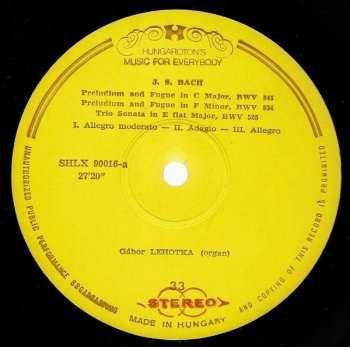 HUNGAROTON'S
MUSIC FOR EVERYBODY
J. S. BACH
Preludium and Fugue in C Major, BWV 545
Preludium and Fugue in F Minor, BWV 534
Trio Sonata in E flat Major, BWV 525
I. Allegro moderato – II. Adagio – III. Allegro
SHLX 90016-a
27'20"
Gábor LEHOTKA (organ)
33
STEREO
MADE IN HUNGARY
UNAUTHORIZED PUBLIC PERFORMANCE BROADCASTING
AND COPYING OF THIS RECORD IS PROHIBITED